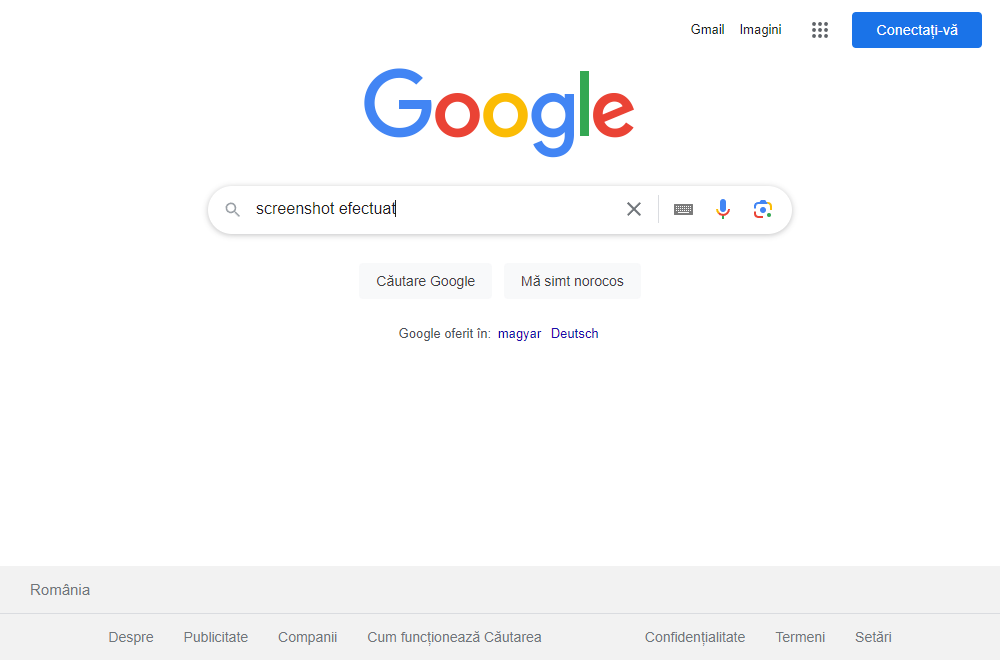 Gmail Imagini Conectați-vă
Google
screenshot efectuat
Căutare Google Mă simt norocos
Google oferit în: magyar Deutsch
România
Despre Publicitate Companii Cum funcționează Căutarea Confidențialitate Termeni Setări